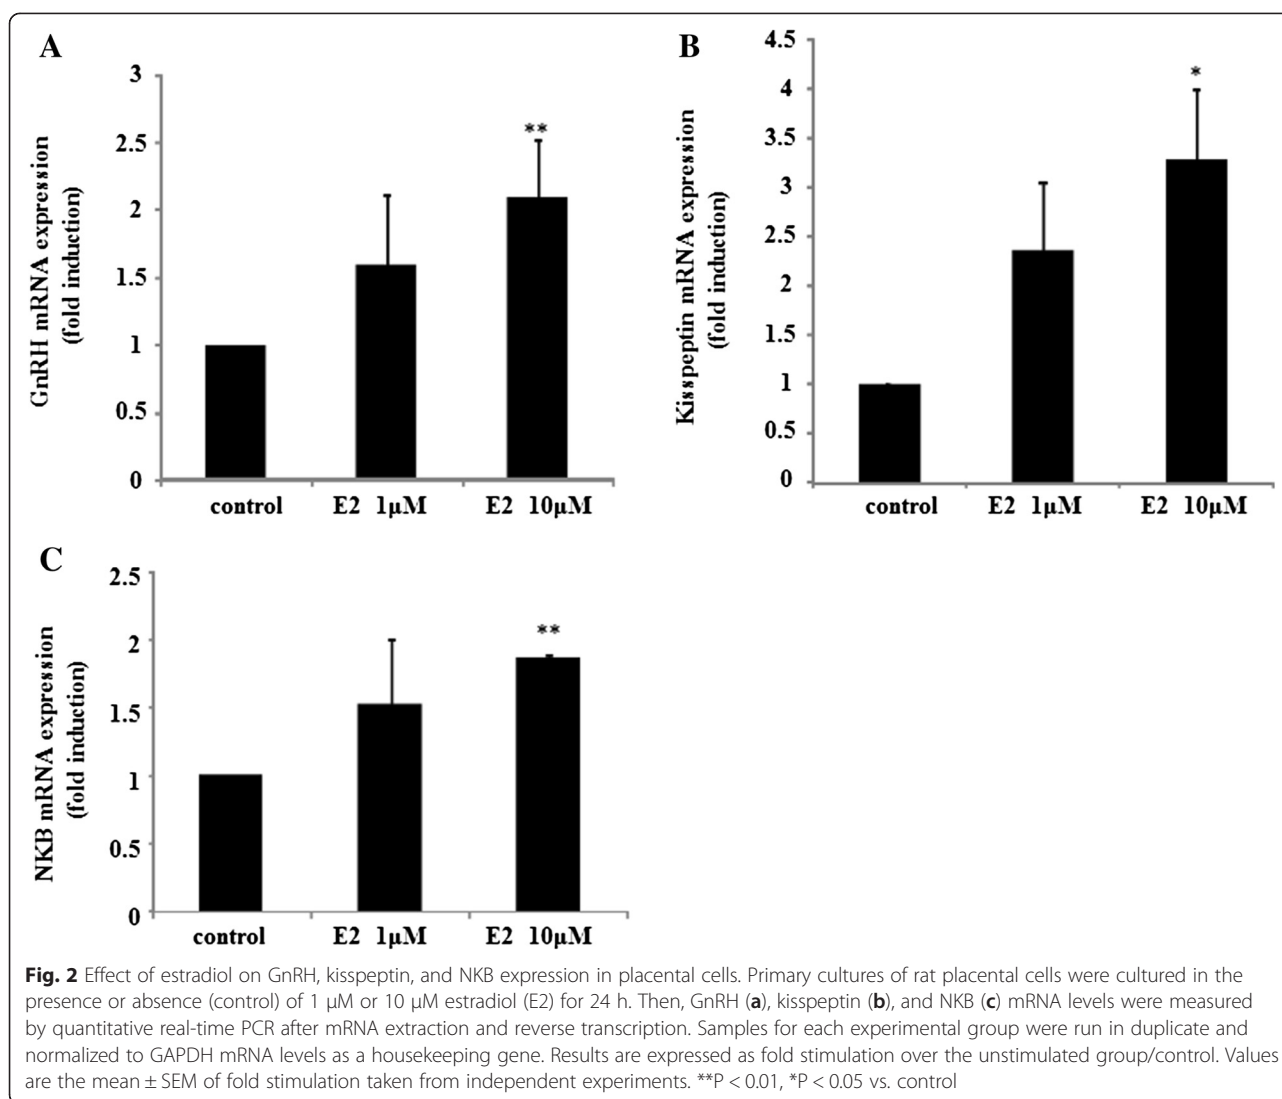 A
GnRH mRNA expression
(fold induction)
3
2.5
2
1.5
1
0.5
0
**
control E2 1µM E2 10µM
B
Kisspeptin mRNA expression
(fold induction)
4.5
4
3.5
3
2.5
2
1.5
1
0.5
0
*
control E2 1µM E2 10µM
C
NKB mRNA expression
(fold induction)
2.5
2
1.5
1
0.5
0
**
control E2 1µM E2 10µM
Fig. 2 Effect of estradiol on GnRH, kisspeptin, and NKB expression in placental cells. Primary cultures of rat placental cells were cultured in the
presence or absence (control) of 1 µM or 10 µM estradiol (E2) for 24 h. Then, GnRH (a), kisspeptin (b), and NKB (c) mRNA levels were measured
by quantitative real-time PCR after mRNA extraction and reverse transcription. Samples for each experimental group were run in duplicate and
normalized to GAPDH mRNA levels as a housekeeping gene. Results are expressed as fold stimulation over the unstimulated group/control. Values
are the mean ± SEM of fold stimulation taken from independent experiments. **P < 0.01, *P < 0.05 vs. control